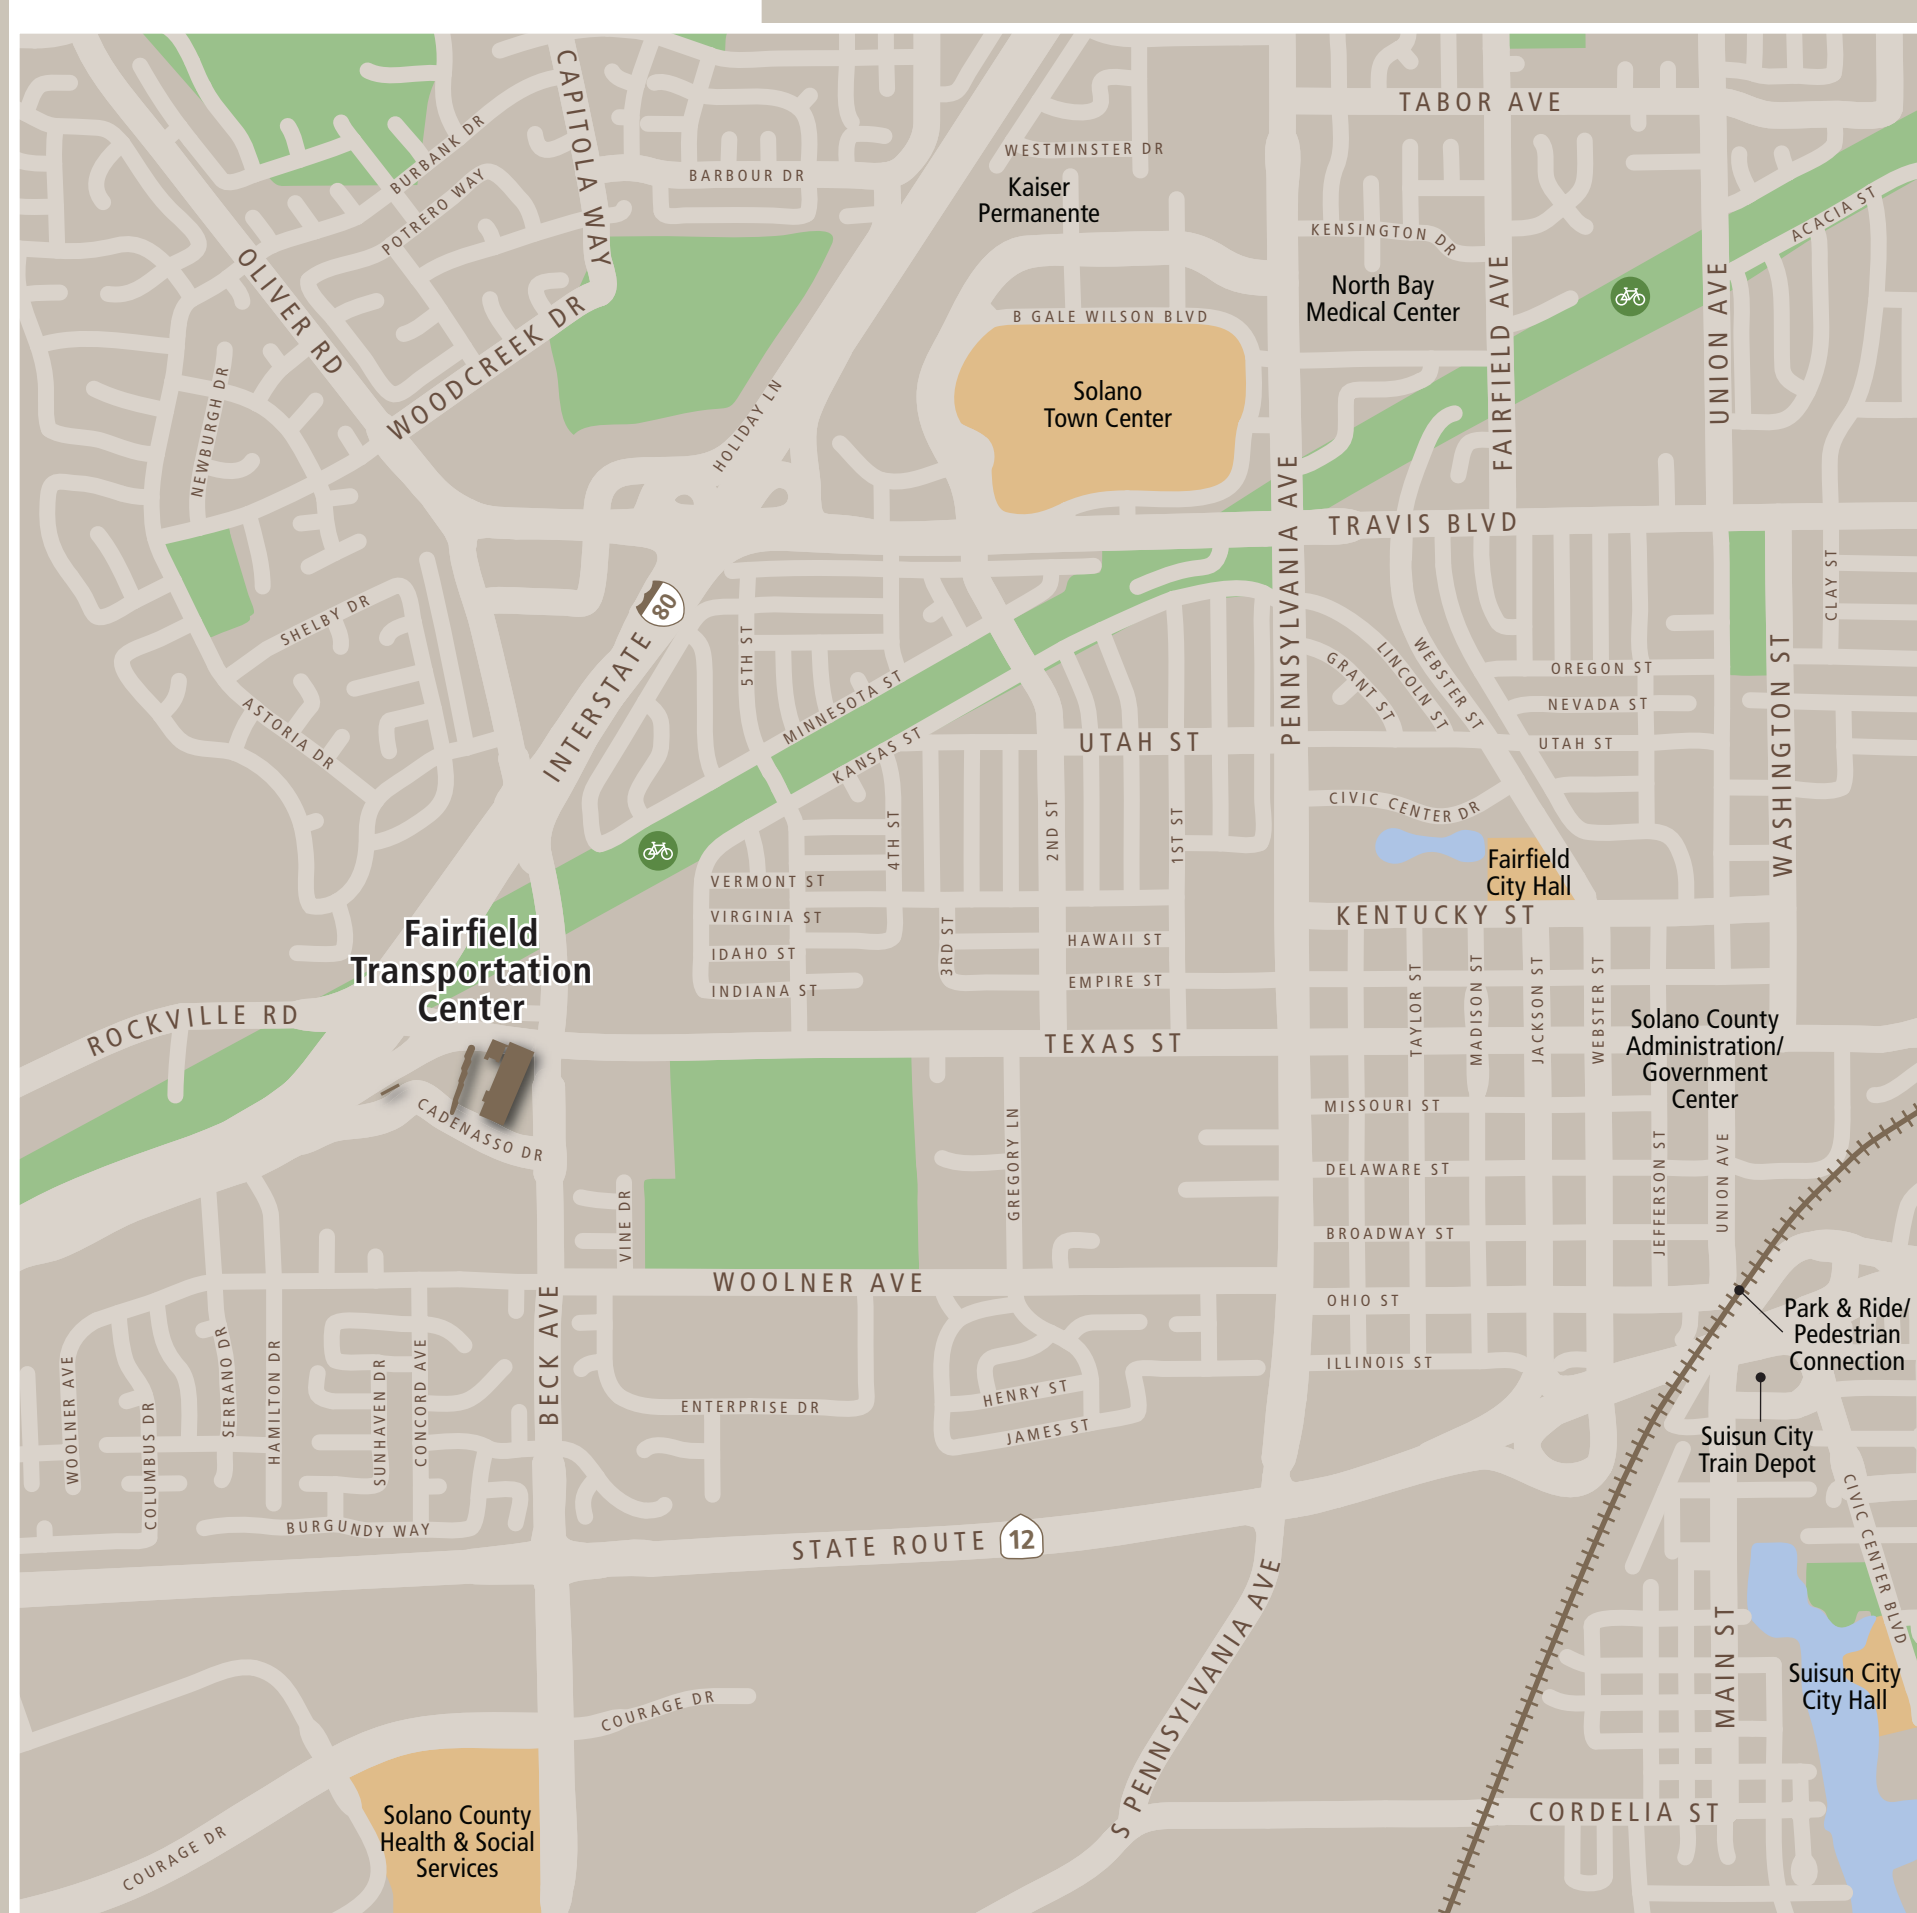 TABOR AVE
CAPITOLA WAY
BURBANK DR
WESTMINSTER DR
BARBOUR DR
POTRERO WAY
Kaiser
Permanente
ACACIA ST
KENSINGTON DR
OLIVER RD
North Bay
Medical Center
FAIRFIELD AVE
UNION AVE
WOODCREEK DR
B GALE WILSON BLVD
Solano
Town Center
NEWBURGH DR
HOLIDAY LN
PENNSYLVANIA AVE
TRAVIS BLVD
CLAY ST
80
INTERSTATE
SHELBY DR
5TH ST
MINNESOTA ST
KANSAS ST
GRANT ST
LINCOLN ST
WEBSTER ST
OREGON ST
NEVADA ST
UTAH ST
UTAH ST
WASHINGTON ST
ASTORIA DR
CIVIC CENTER DR
4TH ST
2ND ST
1ST ST
Fairfield
City Hall
VERMONT ST
VIRGINIA ST
IDAHO ST
INDIANA ST
3RD ST
HAWAII ST
EMPIRE ST
KENTUCKY ST
Fairfield
Transportation
Center
ROCKVILLE RD
TEXAS ST
TAYLOR ST
MADISON ST
JACKSON ST
WEBSTER ST
Solano County
Administration/
Government
Center
CADENASSO DR
MISSOURI ST
DELAWARE ST
BROADWAY ST
OHIO ST
ILLINOIS ST
JEFFERSON ST
UNION AVE
GREGORY LN
VINE DR
WOOLNER AVE
BECK AVE
Park & Ride/
Pedestrian
Connection
WOOLNER AVE
COLUMBUS DR
SERRANO DR
HAMILTON DR
SUNHAVEN DR
CONCORD AVE
ENTERPRISE DR
HENRY ST
JAMES ST
Suisun City
Train Depot
BURGUNDY WAY
STATE ROUTE 12
CIVIC CENTER BLVD
S PENNSYLVANIA AVE
MAIN ST
Suisun City
City Hall
COURAGE DR
CORDELIA ST
Solano County
Health & Social
Services
COURAGE DR